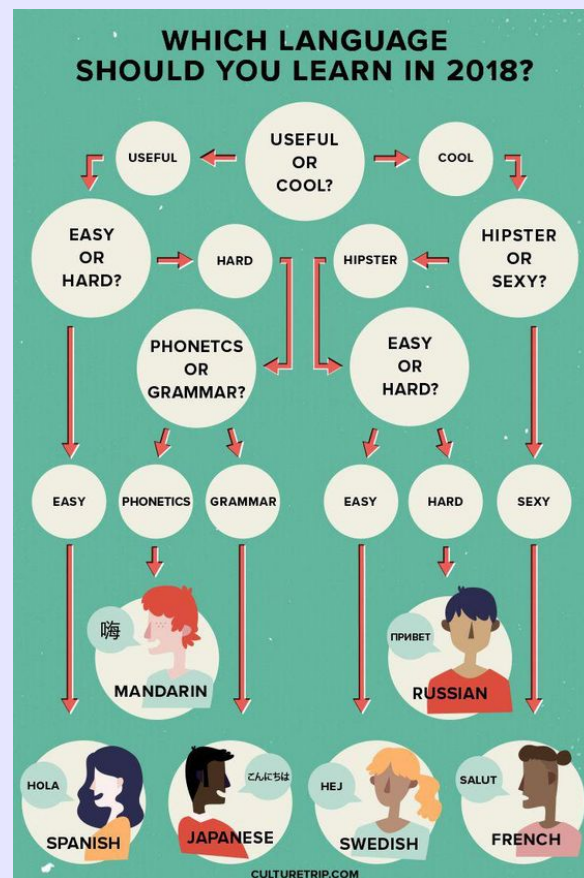 WHICH LANGUAGE
SHOULD YOU LEARN IN 2018?
USEFUL
OR
COOL?
USEFUL
COOL
EASY
OR
HARD?
HARD
HIPSTER
HIPSTER
OR
SEXY?
PHONETCS
OR
GRAMMAR?
EASY
OR
HARD?
EASY
PHONETICS
GRAMMAR
EASY
HARD
SEXY
嗨
MANDARIN
ПРИВЕТ
RUSSIAN
HOLA
SPANISH
こんにちは
JAPANESE
HEJ
SWEDISH
SALUT
FRENCH
CULTURETRIP.COM